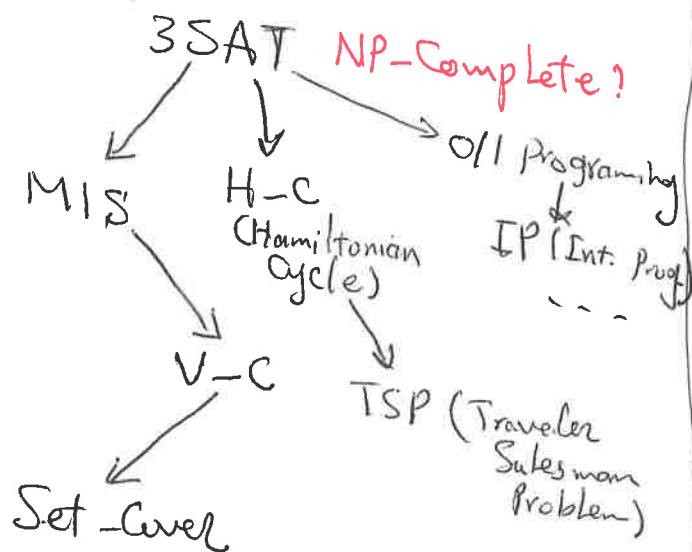 3SAT NP-Complete?
0/1 Programing
MIS
H-C
(Hamiltonian
Cycle)
IP (Int. Prog)
...
V-C
TSP (Traveler
Salesman
Problem)
Set-Cover